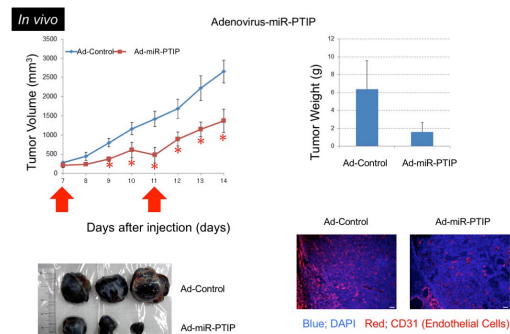 In vivo
Adenovirus-miR-PTIP
Tumor Volume (mm³)
3500
3000
2500
2000
1500
1000
500
0
Ad-Control
Ad-miR-PTIP
* * * * * *
7 8 9 10 11 12 13 14
Days after injection (days)
Tumor Weight (g)
12
10
8
6
4
2
0
Ad-Control Ad-miR-PTIP
Ad-Control
Ad-miR-PTIP
Ad-Control Ad-miR-PTIP
Blue; DAPI Red; CD31 (Endothelial Cells)